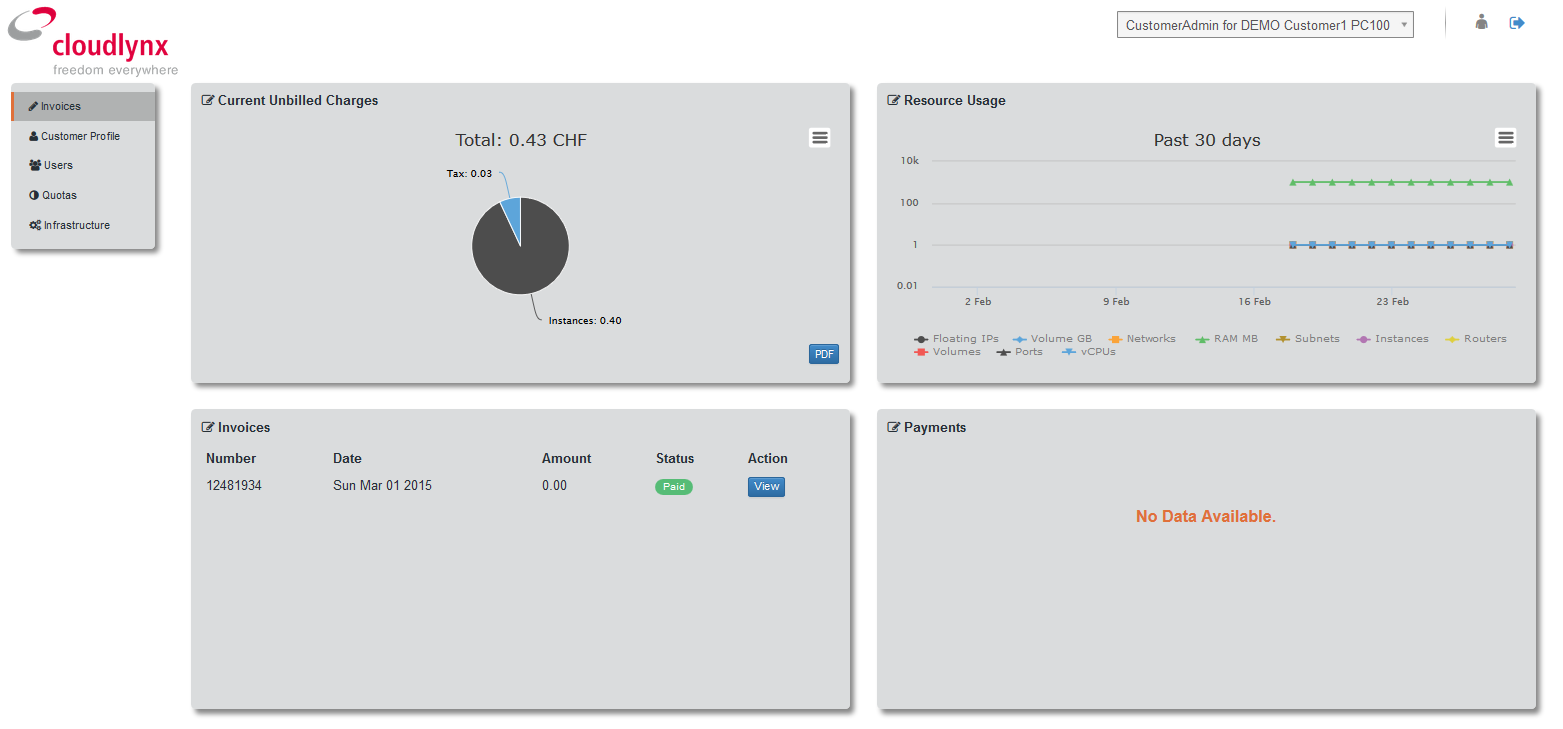 cloudlynx
freedom everywhere
CustomerAdmin for DEMO Customer1 PC100
Invoices
Customer Profile
Users
Quotas
Infrastructure
Current Unbilled Charges
Total: 0.43 CHF
Tax: 0.03
Instances: 0.40
PDF
Resource Usage
Past 30 days
10k
100
1
0.01
2 Feb 9 Feb 16 Feb 23 Feb
Floating IPs Volume GB Networks RAM MB Subnets Instances Routers
Volumes Ports vCPUs
Invoices
Number Date Amount Status Action
12481934 Sun Mar 01 2015 0.00 Paid View
Payments
No Data Available.